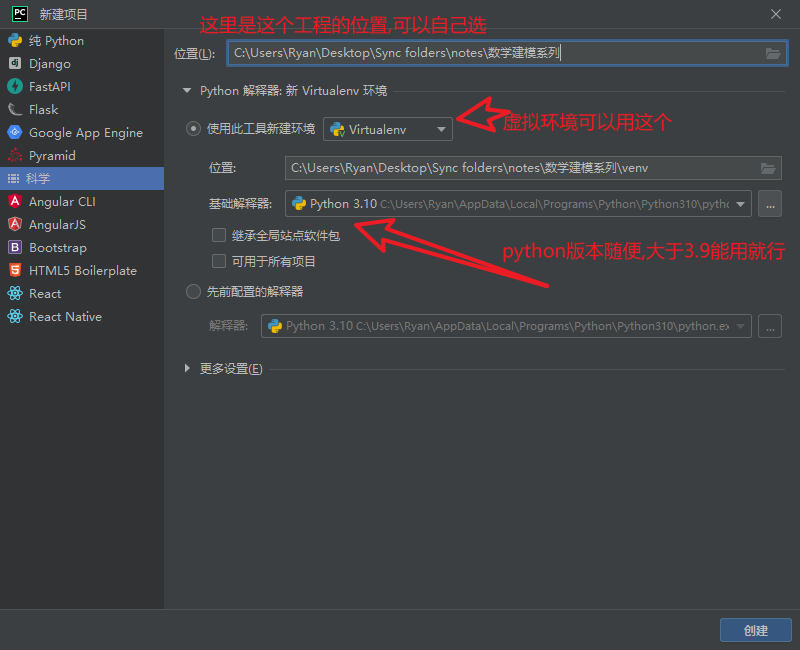 PC 新建项目
这里是这个工程的位置,可以自己选
纯 Python
位置(L): C:\Users\Ryan\Desktop\Sync folders\notes\数学建模系列
dj Django
FastAPI
Python 解释器: 新 Virtualenv 环境
Flask
使用此工具新建环境 Virtualenv
虚拟环境可以用这个
Google App Engine
Pyramid
位置: C:\Users\Ryan\Desktop\Sync folders\notes\数学建模系列\venv
科学
Angular CLI
基础解释器: Python 3.10 C:\Users\Ryan\AppData\Local\Programs\Python\Python310\pythc ...
AngularJS
继承全局站点软件包
Bootstrap
python版本随便,大于3.9能用就行
可用于所有项目
HTML5 Boilerplate
React
先前配置的解释器
React Native
解释器: Python 3.10 C:\Users\Ryan\AppData\Local\Programs\Python\Python310\python.ex ...
更多设置(E)
创建